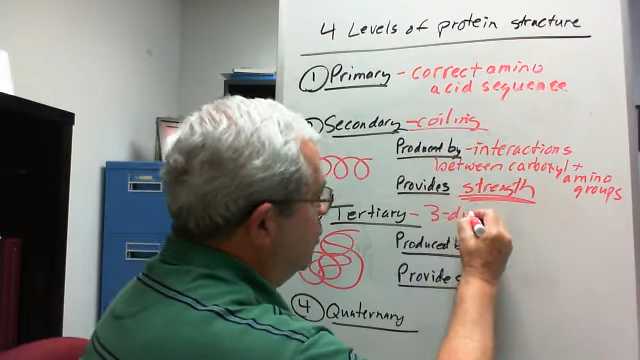 4 Levels of protein structure
① Primary - correct amino
acid sequence
Secondary - coiling
Produced by - interactions
between carboxyl +
amino
groups
Provides strength
Tertiary - 3-d
Produced
Provides
④ Quaternary